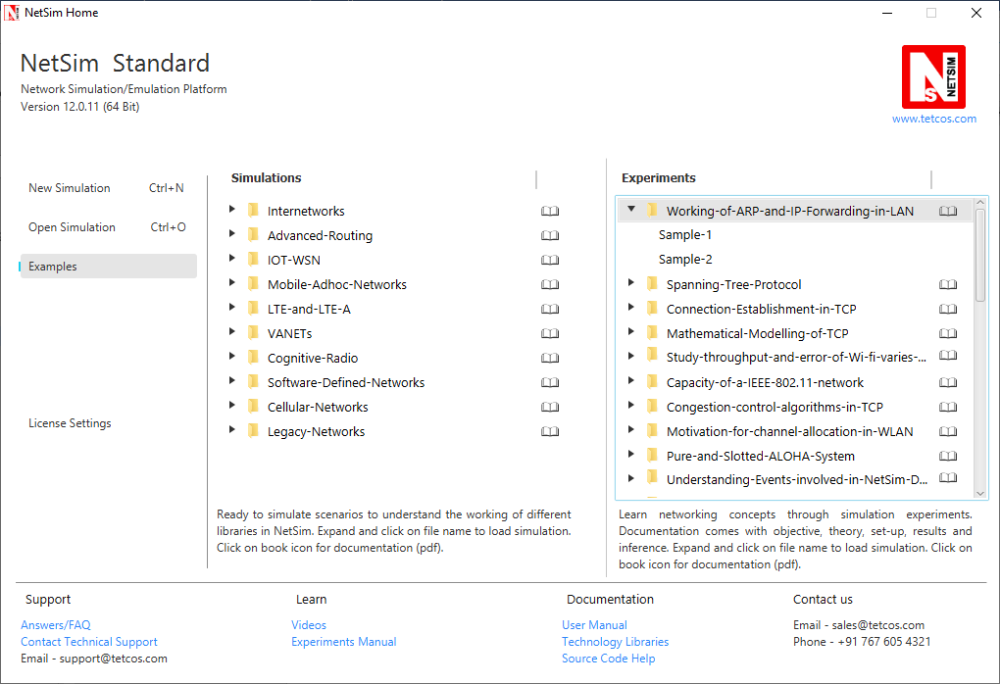 NetSim Home
NetSim Standard
Network Simulation/Emulation Platform
Version 12.0.11 (64 Bit)
NETSIM
www.tetcos.com
New Simulation Ctrl+N
Open Simulation Ctrl+O
Examples
License Settings
Simulations
Internetworks
Advanced-Routing
IOT-WSN
Mobile-Adhoc-Networks
LTE-and-LTE-A
VANETs
Cognitive-Radio
Software-Defined-Networks
Cellular-Networks
Legacy-Networks
Ready to simulate scenarios to understand the working of different
libraries in NetSim. Expand and click on file name to load simulation.
Click on book icon for documentation (pdf).
Experiments
Working-of-ARP-and-IP-Forwarding-in-LAN
Sample-1
Sample-2
Spanning-Tree-Protocol
Connection-Establishment-in-TCP
Mathematical-Modelling-of-TCP
Study-throughput-and-error-of-Wi-fi-varies-...
Capacity-of-a-IEEE-802.11-network
Congestion-control-algorithms-in-TCP
Motivation-for-channel-allocation-in-WLAN
Pure-and-Slotted-ALOHA-System
Understanding-Events-involved-in-NetSim-D...
Learn networking concepts through simulation experiments.
Documentation comes with objective, theory, set-up, results and
inference. Expand and click on file name to load simulation. Click on
book icon for documentation (pdf).
Support
Answers/FAQ
Contact Technical Support
Email - support@tetcos.com
Learn
Videos
Experiments Manual
Documentation
User Manual
Technology Libraries
Source Code Help
Contact us
Email - sales@tetcos.com
Phone - +91 767 605 4321